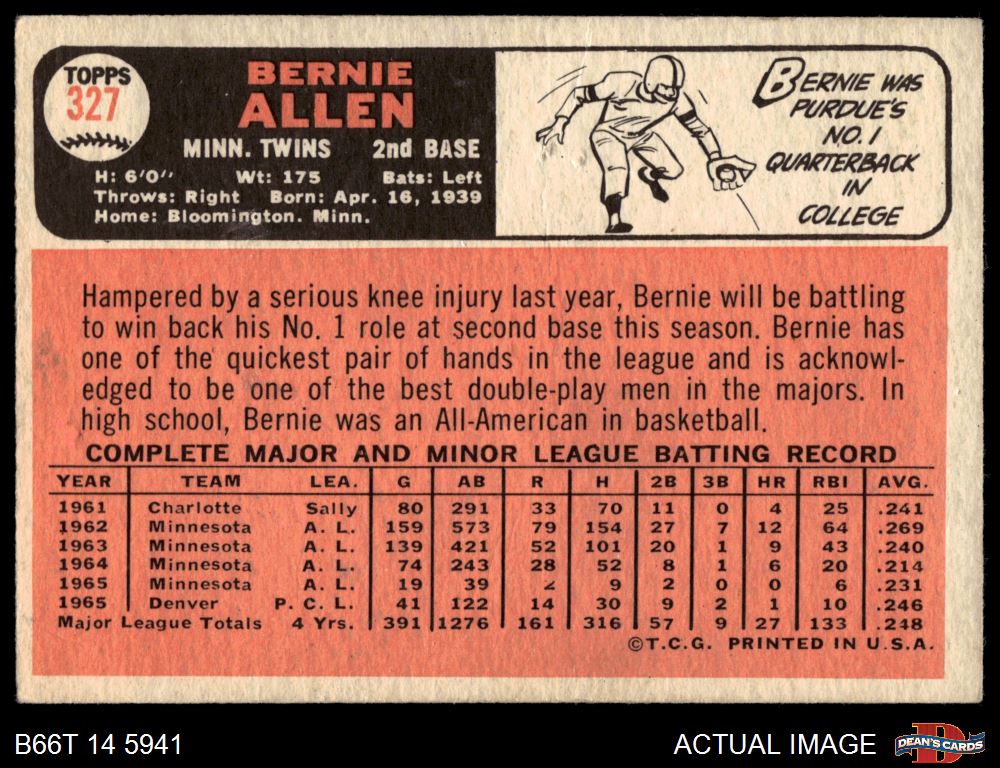 TOPPS
327
BERNIE
ALLEN
MINN. TWINS 2nd BASE
H: 6'0" Wt: 175 Bats: Left
Throws: Right Born: Apr. 16, 1939
Home: Bloomington. Minn.
BERNIE WAS
PURDUE'S
NO. 1
QUARTERBACK
IN
COLLEGE
Hampered by a serious knee injury last year, Bernie will be battling
to win back his No. 1 role at second base this season. Bernie has
one of the quickest pair of hands in the league and is acknowl-
edged to be one of the best double-play men in the majors. In
high school, Bernie was an All-American in basketball.
COMPLETE MAJOR AND MINOR LEAGUE BATTING RECORD
YEAR TEAM LEA. G AB R H 2B 3B HR RBI AVG.
1961 Charlotte Sally 80 291 33 70 11 0 4 25 .241
1962 Minnesota A. L. 159 573 79 154 27 7 12 64 .269
1963 Minnesota A. L. 139 421 52 101 20 1 9 43 .240
1964 Minnesota A. L. 74 243 28 52 8 1 6 20 .214
1965 Minnesota A. L. 19 39 2 9 2 0 0 6 .231
1965 Denver P. C. L. 41 122 14 30 9 2 1 10 .246
Major League Totals 4 Yrs. 391 1276 161 316 57 9 27 133 .248
©T.C.G. PRINTED IN U.S.A.
B66T 14 5941
ACTUAL IMAGE
DEAN'S CARDS